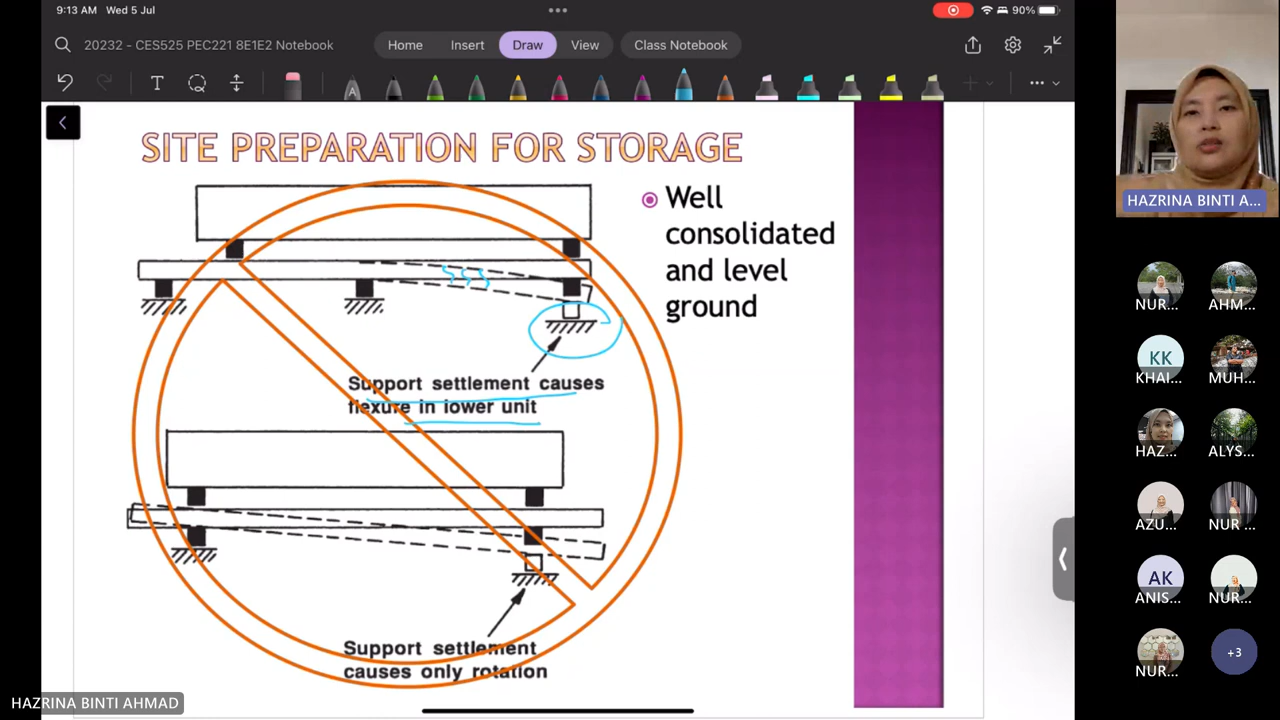 9:13 AM Wed 5 Jul
90%
20232 - CES525 PEC221 8E1E2 Notebook
Home Insert Draw View Class Notebook
T
A
SITE PREPARATION FOR STORAGE
Well
consolidated
and level
ground
Support settlement causes
flexure in lower unit
Support settlement
causes only rotation
HAZRINA BINTI AHMAD
HAZRINA BINTI A...
NUR... AHM...
KK
KHAI... MUH...
HAZ... ALYS...
AZU... NUR ...
AK
ANIS... NUR...
NUR...
+3